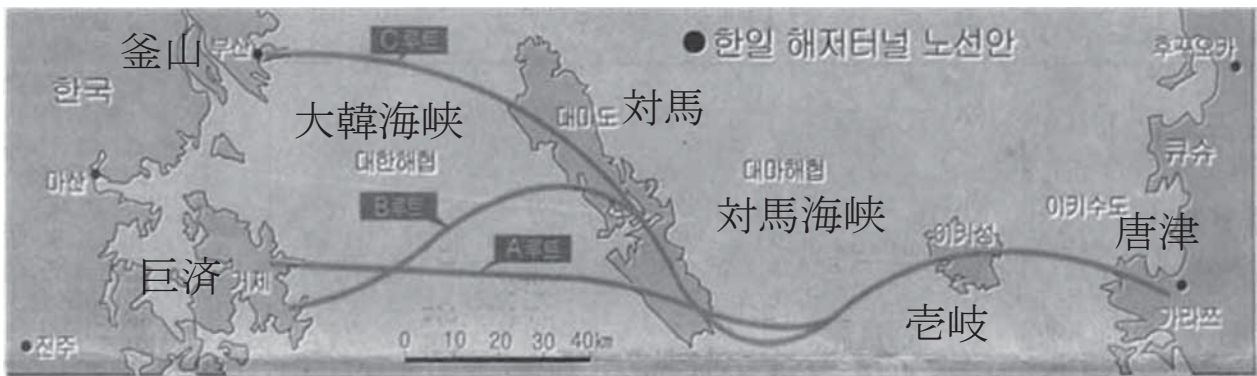 釜山
부산
C루트
● 한일 해저터널 노선안
후쿠오카
한국
大韓海峡
대마도
対馬
대한해협
대마해협
큐슈
마산
B루트
対馬海峡
이키수도
唐津
이키섬
A루트
巨済
거제
壱岐
가라쯔
0 10 20 30 40km
진주